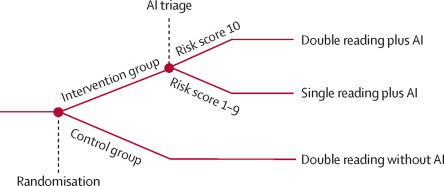 AI triage
Intervention group
Risk score 10
Double reading plus AI
Risk score 1–9
Single reading plus AI
Control group
Double reading without AI
Randomisation